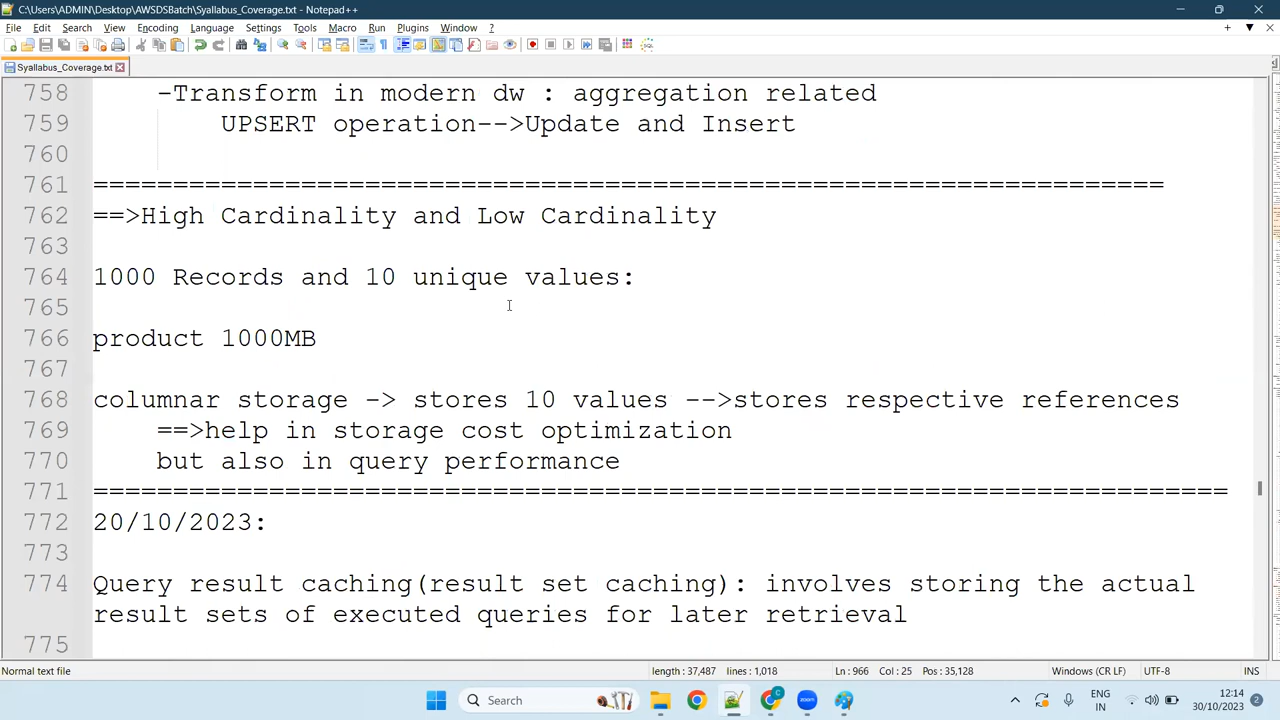 C:\Users\ADMIN\Desktop\AWSDSBatch\Syllabus_Coverage.txt - Notepad++
File Edit Search View Encoding Language Settings Tools Macro Run Plugins Window ?
Syallabus_Coverage.txt
758 -Transform in modern dw : aggregation related
759 UPSERT operation-->Update and Insert
760
761 ===================================================================
762 ==>High Cardinality and Low Cardinality
763
764 1000 Records and 10 unique values:
765
766 product 1000MB
767
768 columnar storage -> stores 10 values -->stores respective references
769 ==>help in storage cost optimization
770 but also in query performance
771 =======================================================================
772 20/10/2023:
773
774 Query result caching(result set caching): involves storing the actual
result sets of executed queries for later retrieval
775
Normal text file length : 37,487 lines : 1,018 Ln : 966 Col : 25 Pos : 35,128 Windows (CR LF) UTF-8 INS
Search ENG 12:14
IN 30/10/2023 2